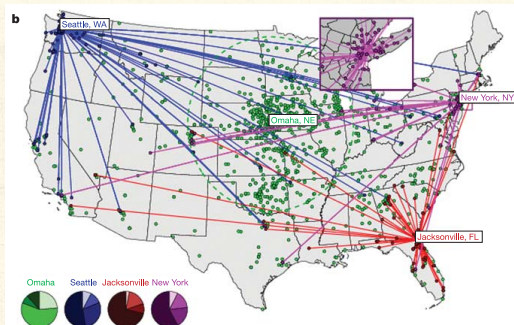 b
Seattle, WA
Omaha, NE
New York, NY
Jacksonville, FL
Omaha Seattle Jacksonville New York